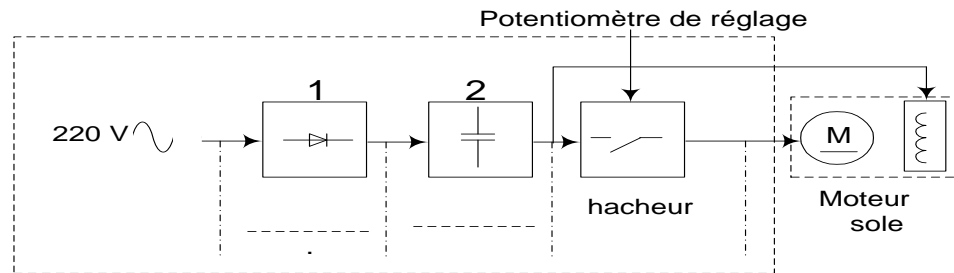 Potentiomètre de réglage
1
2
220 V
M
hacheur
Moteur
sole